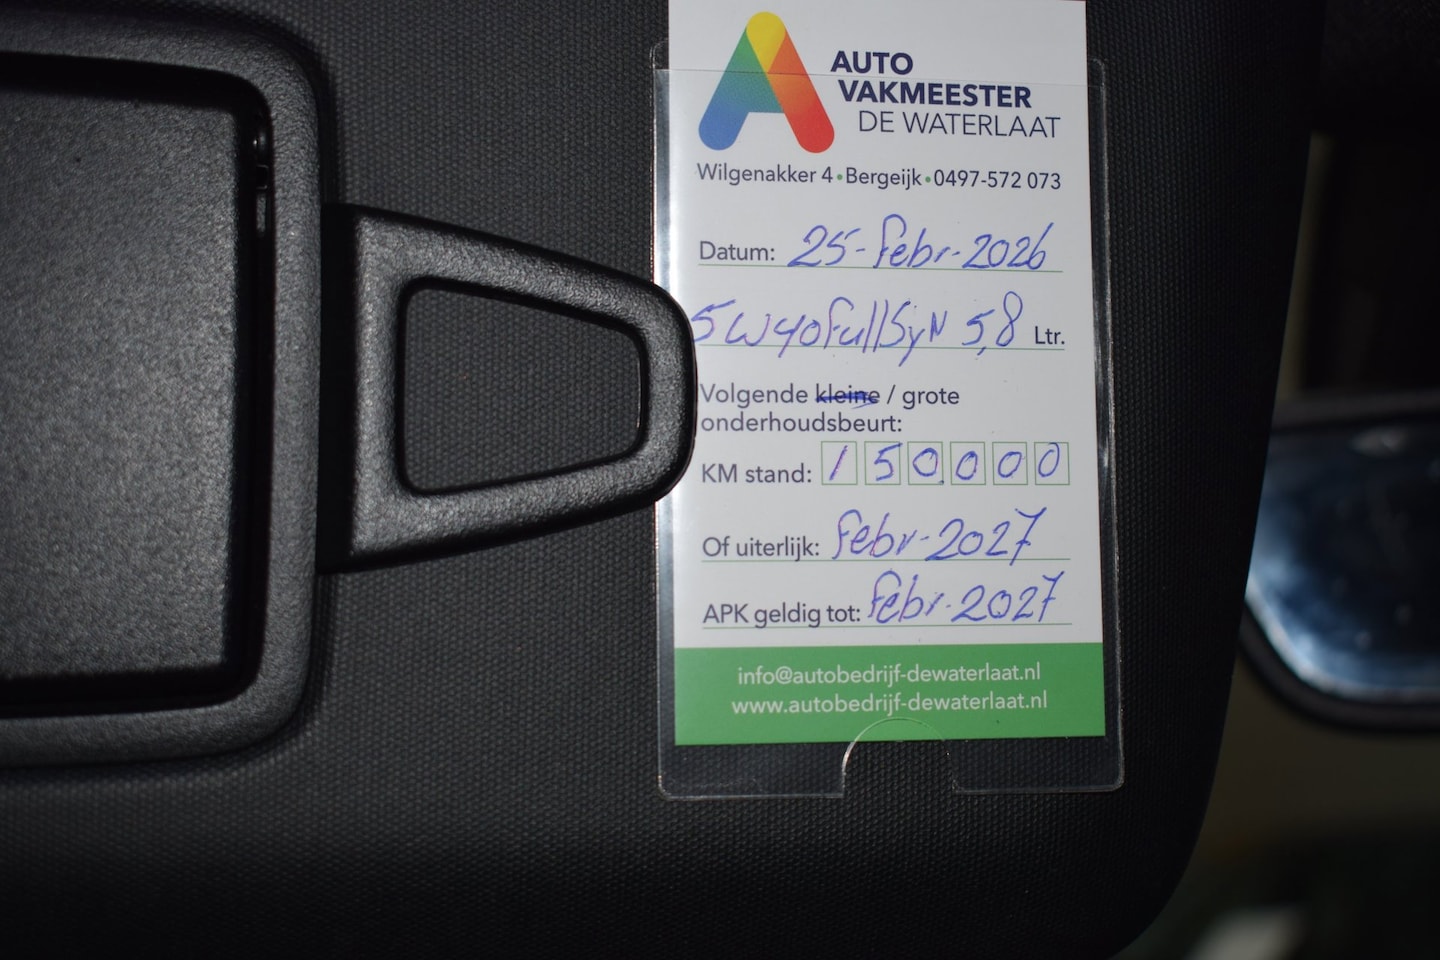 AUTO
VAKMEESTER
DE WATERLAAT
Wilgenakker 4 • Bergeijk • 0497-572 073
Datum: 25-febr-2026
5W40 FullSyN 5,8 Ltr.
Volgende kleine / grote
onderhoudsbeurt:
KM stand: 150.000
Of uiterlijk: febr-2027
APK geldig tot: febr-2027
info@autobedrijf-dewaterlaat.nl
www.autobedrijf-dewaterlaat.nl